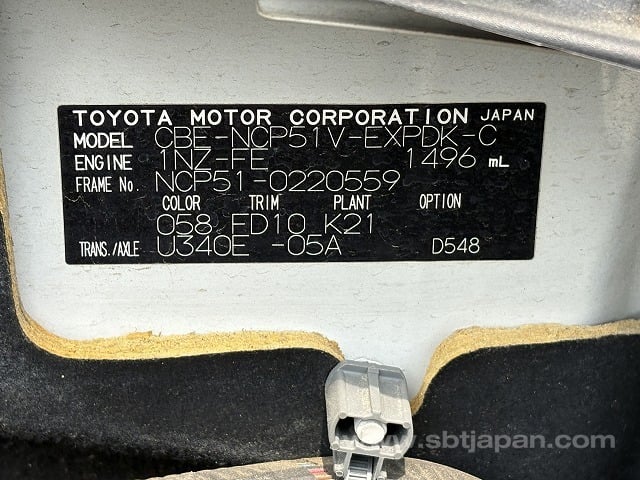 TOYOTA MOTOR CORPORATION JAPAN
MODEL CBE-NCP51V-EXPDK-C
ENGINE 1NZ-FE 1496 mL
FRAME No. NCP51-0220559
COLOR TRIM PLANT OPTION
058 FD10 K21
TRANS./AXLE U340E -05A D548
www.sbtjapan.com